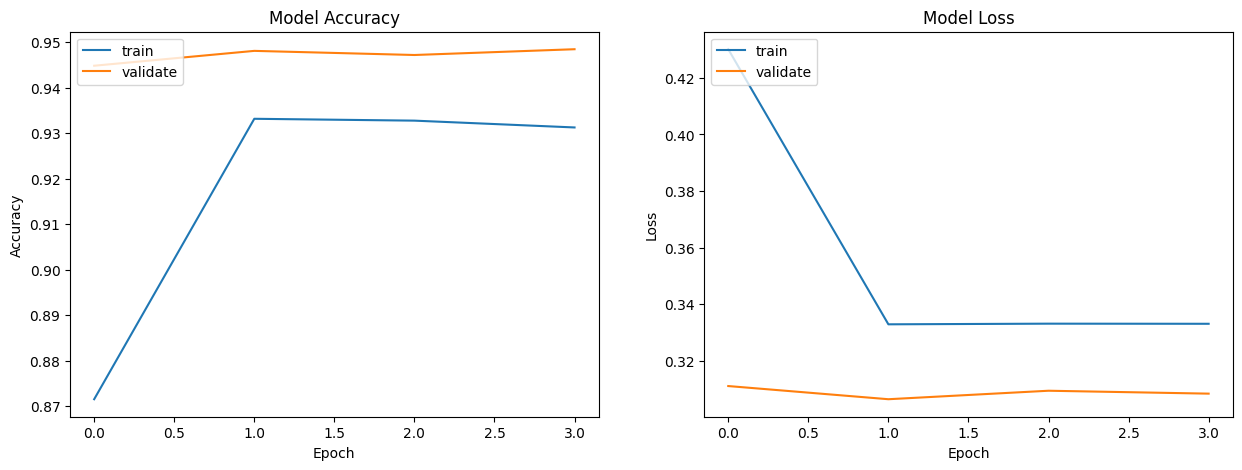 Model Accuracy
train
validate
0.95
0.94
0.93
0.92
0.91
0.90
0.89
0.88
0.87
Accuracy
0.0 0.5 1.0 1.5 2.0 2.5 3.0
Epoch
Model Loss
train
validate
0.42
0.40
0.38
0.36
0.34
0.32
Loss
0.0 0.5 1.0 1.5 2.0 2.5 3.0
Epoch